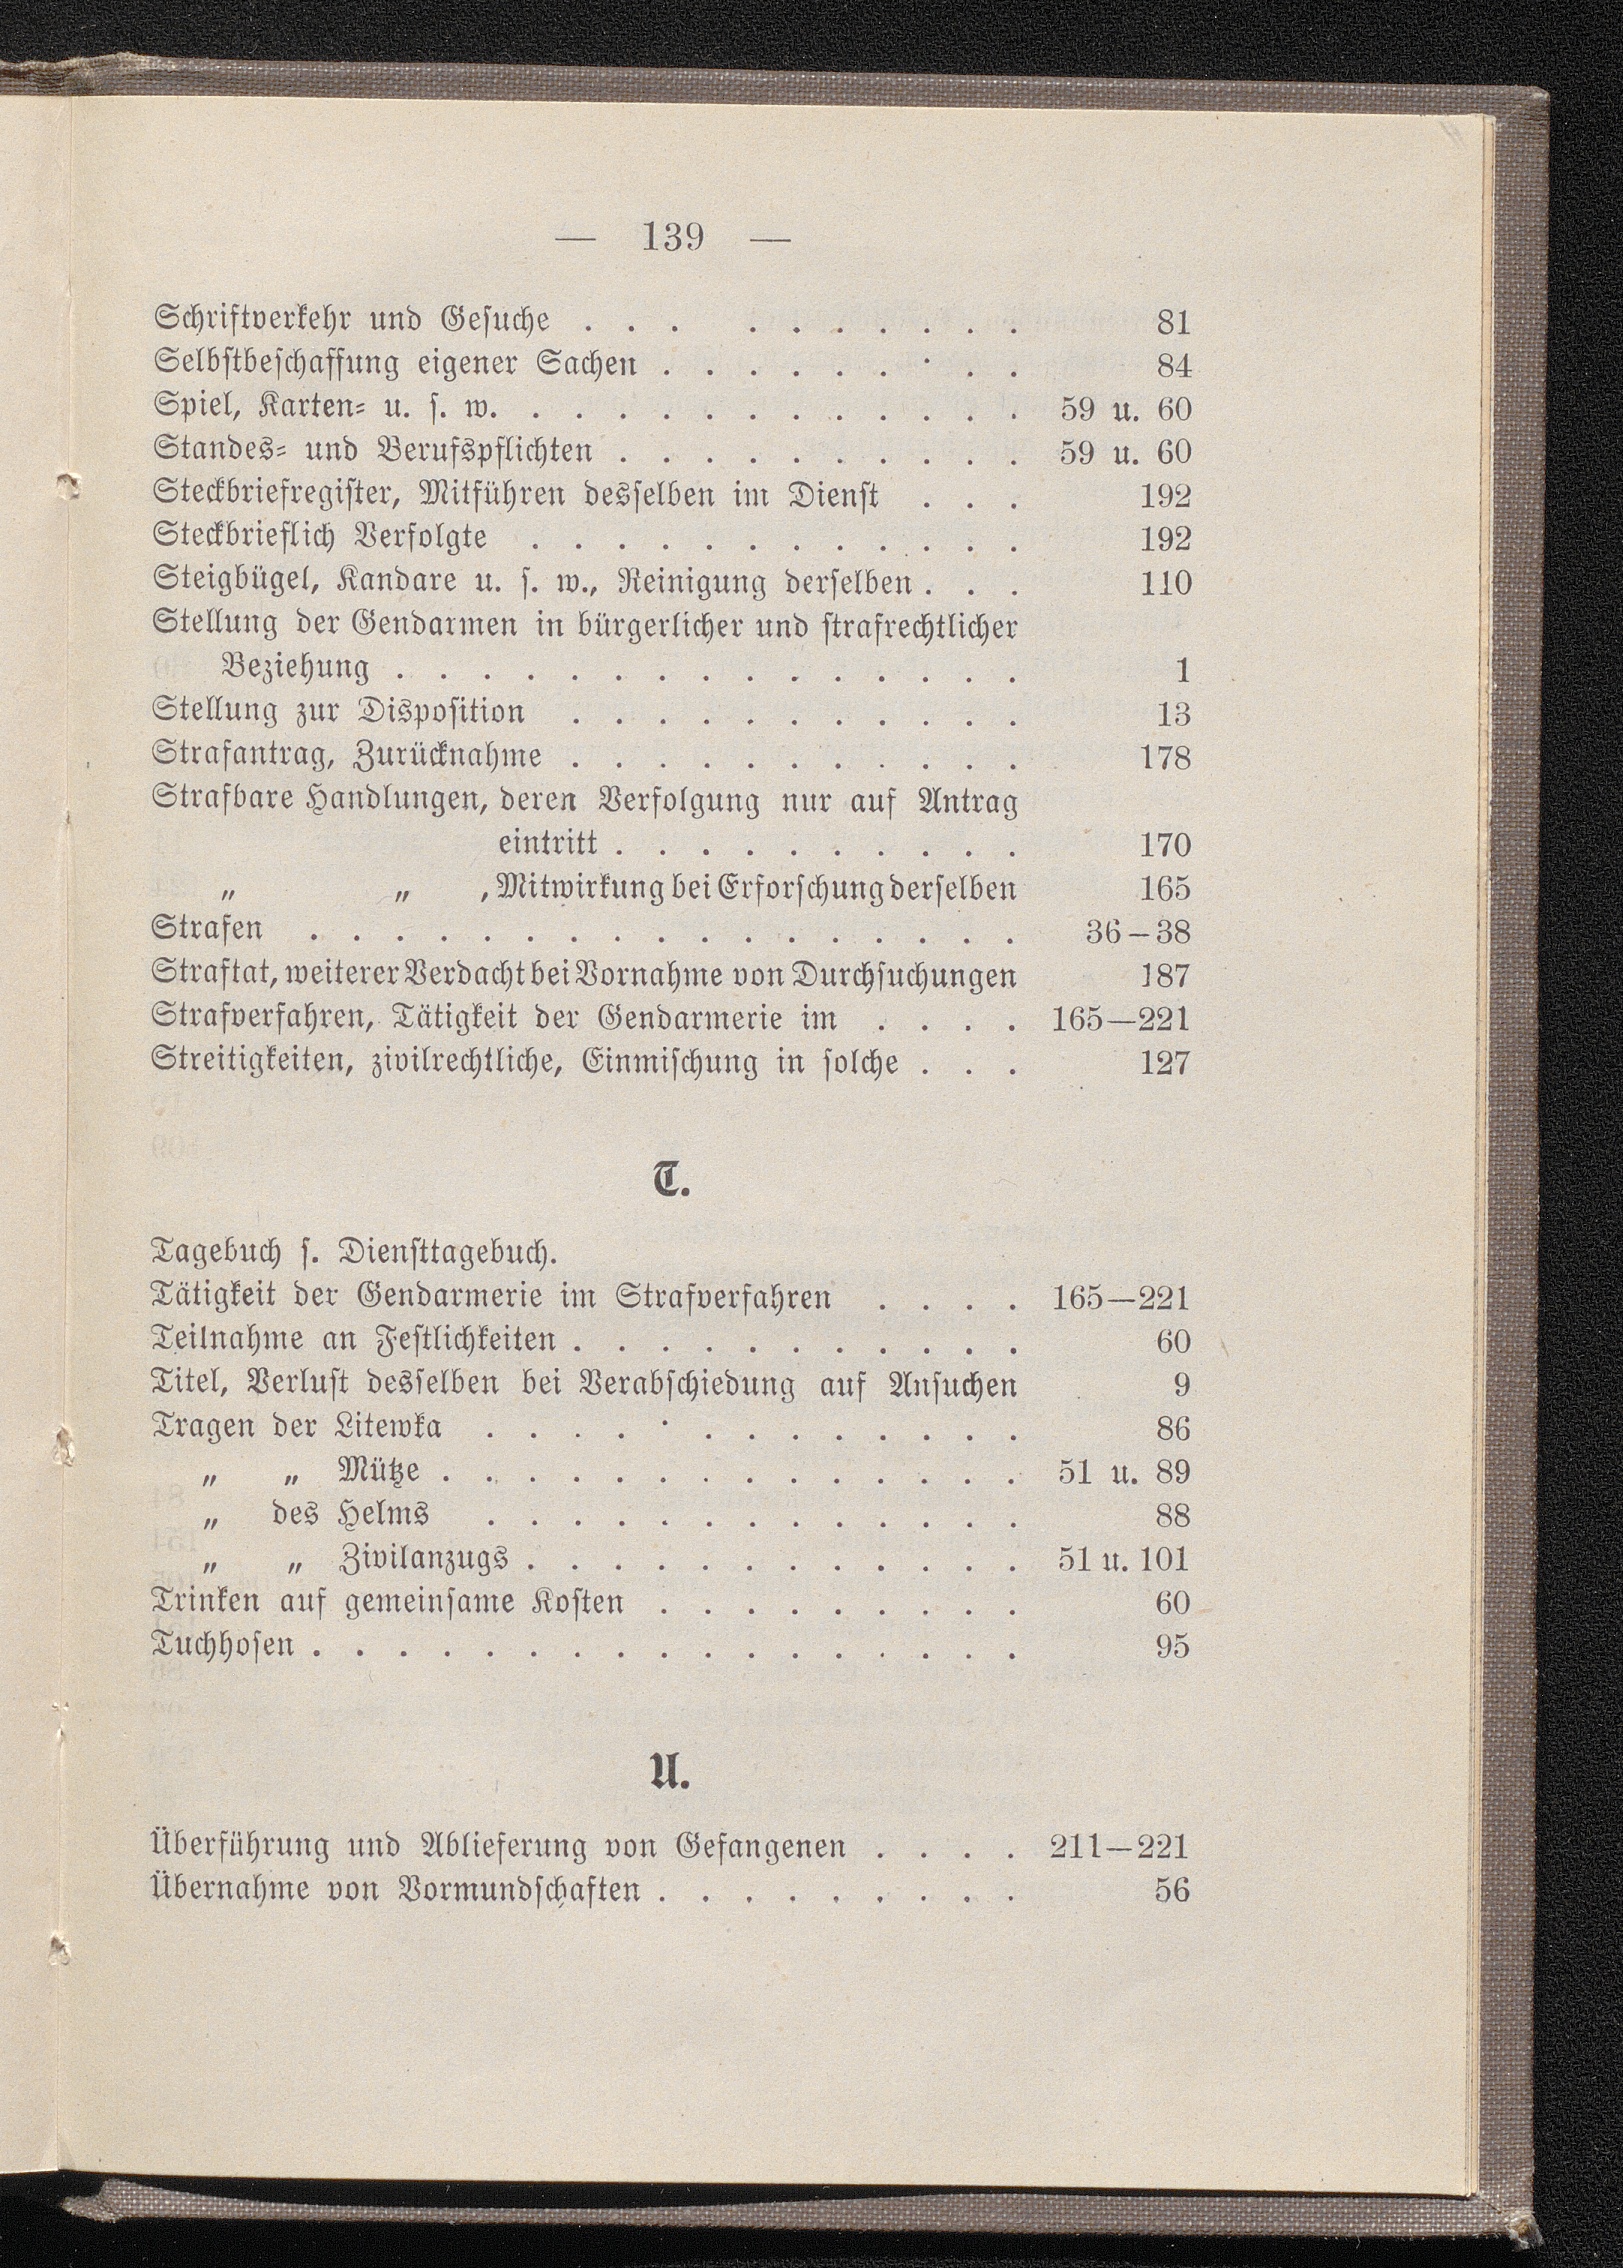 — 139 —
Schriftverkehr und Gesuche . . . . . . . . . . 81
Selbstbeschaffung eigener Sachen . . . . . . . . . 84
Spiel, Karten- u. s. w. . . . . . . . . . . . . 59 u. 60
Standes- und Berufspflichten . . . . . . . . . . 59 u. 60
Steckbriefregister, Mitführen desselben im Dienst . . . 192
Steckbrieflich Verfolgte . . . . . . . . . . . . 192
Steigbügel, Kandare u. s. w., Reinigung derselben . . . 110
Stellung der Gendarmen in bürgerlicher und strafrechtlicher
Beziehung . . . . . . . . . . . . . . . 1
Stellung zur Disposition . . . . . . . . . . . 13
Strafantrag, Zurücknahme . . . . . . . . . . . 178
Strafbare Handlungen, deren Verfolgung nur auf Antrag
eintritt . . . . . . . . . . 170
„ „ , Mitwirkung bei Erforschung derselben 165
Strafen . . . . . . . . . . . . . . . . . 36–38
Straftat, weiterer Verdacht bei Vornahme von Durchsuchungen 187
Strafverfahren, Tätigkeit der Gendarmerie im . . . . 165—221
Streitigkeiten, zivilrechtliche, Einmischung in solche . . . 127
T.
Tagebuch s. Diensttagebuch.
Tätigkeit der Gendarmerie im Strafverfahren . . . . 165—221
Teilnahme an Festlichkeiten . . . . . . . . . . . 60
Titel, Verlust desselben bei Verabschiedung auf Ansuchen 9
Tragen der Litewka . . . . . . . . . . . . . 86
„ „ Mütze . . . . . . . . . . . . . . 51 u. 89
„ des Helms . . . . . . . . . . . . . 88
„ „ Zivilanzugs . . . . . . . . . . . . 51 u. 101
Trinken auf gemeinsame Kosten . . . . . . . . . 60
Tuchhosen . . . . . . . . . . . . . . . . . 95
U.
Überführung und Ablieferung von Gefangenen . . . . 211—221
Übernahme von Vormundschaften . . . . . . . . . 56